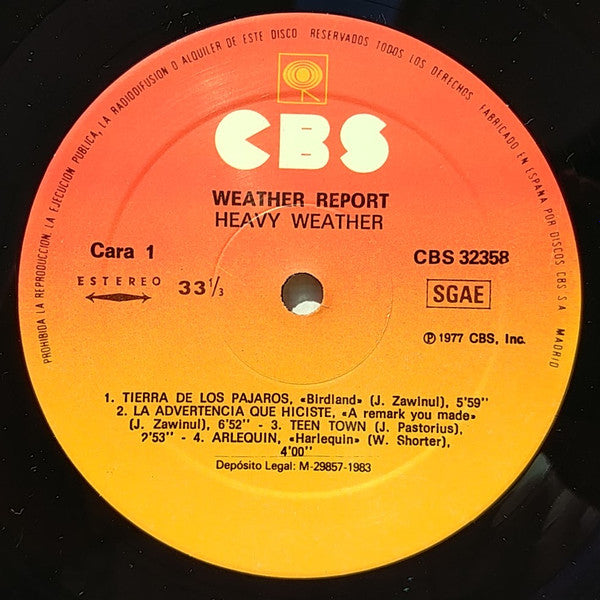 PROHIBIDA LA REPRODUCCION, LA EJECUCION PUBLICA, LA RADIODIFUSION O ALQUILER DE ESTE DISCO RESERVADOS TODOS LOS DERECHOS. FABRICADO EN ESPAÑA POR DISCOS CBS S.A. MADRID
CBS
WEATHER REPORT
HEAVY WEATHER
Cara 1
CBS 32358
ESTEREO
33 1/3
SGAE
℗ 1977 CBS, Inc.
1. TIERRA DE LOS PAJAROS, «Birdland» (J. Zawinul), 5'59"
2. LA ADVERTENCIA QUE HICISTE, «A remark you made»
(J. Zawinul), 6'52" - 3. TEEN TOWN (J. Pastorius),
2'53" - 4. ARLEQUIN, «Harlequin» (W. Shorter),
4'00"
Depósito Legal: M-29857-1983